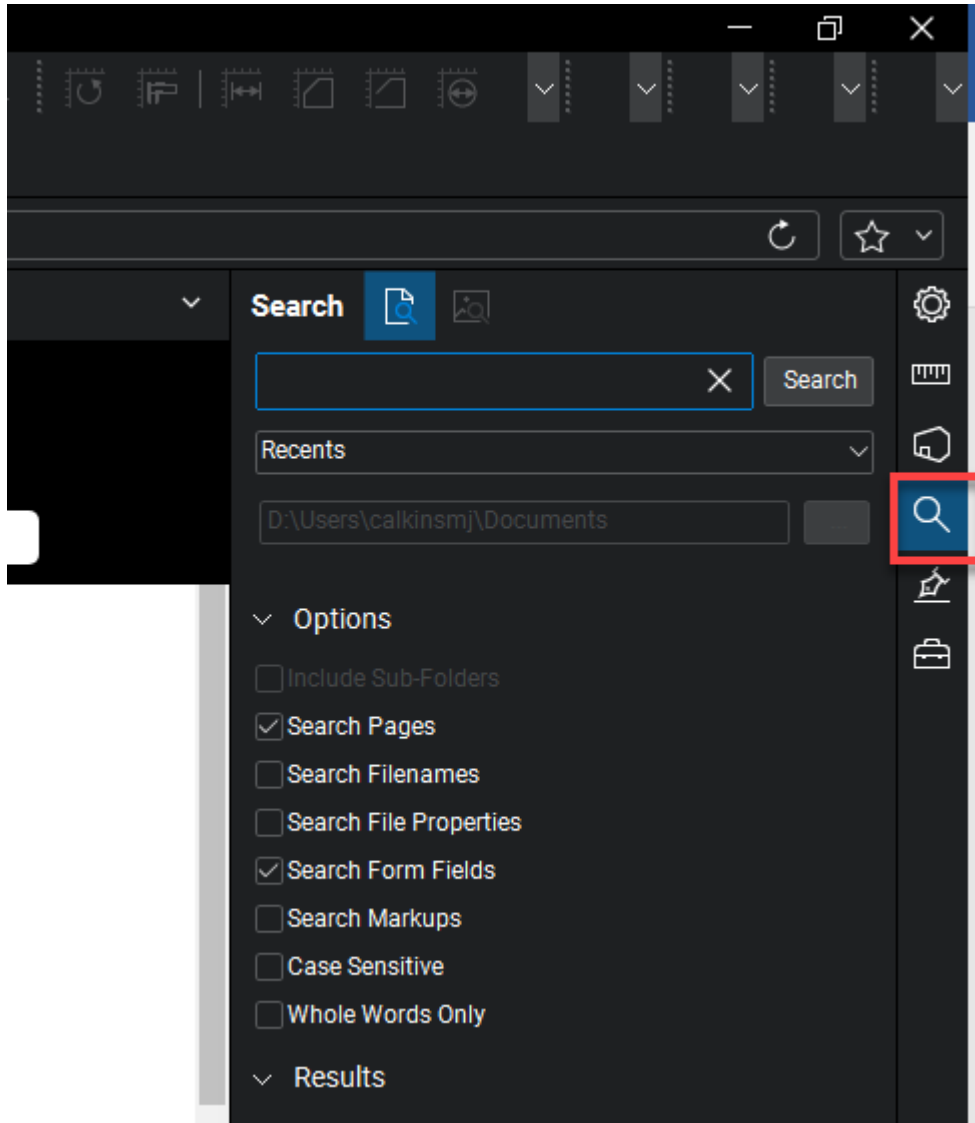 Search
Search
Recents
D:\Users\calkinsmj\Documents
...
Options
Include Sub-Folders
Search Pages
Search Filenames
Search File Properties
Search Form Fields
Search Markups
Case Sensitive
Whole Words Only
Results